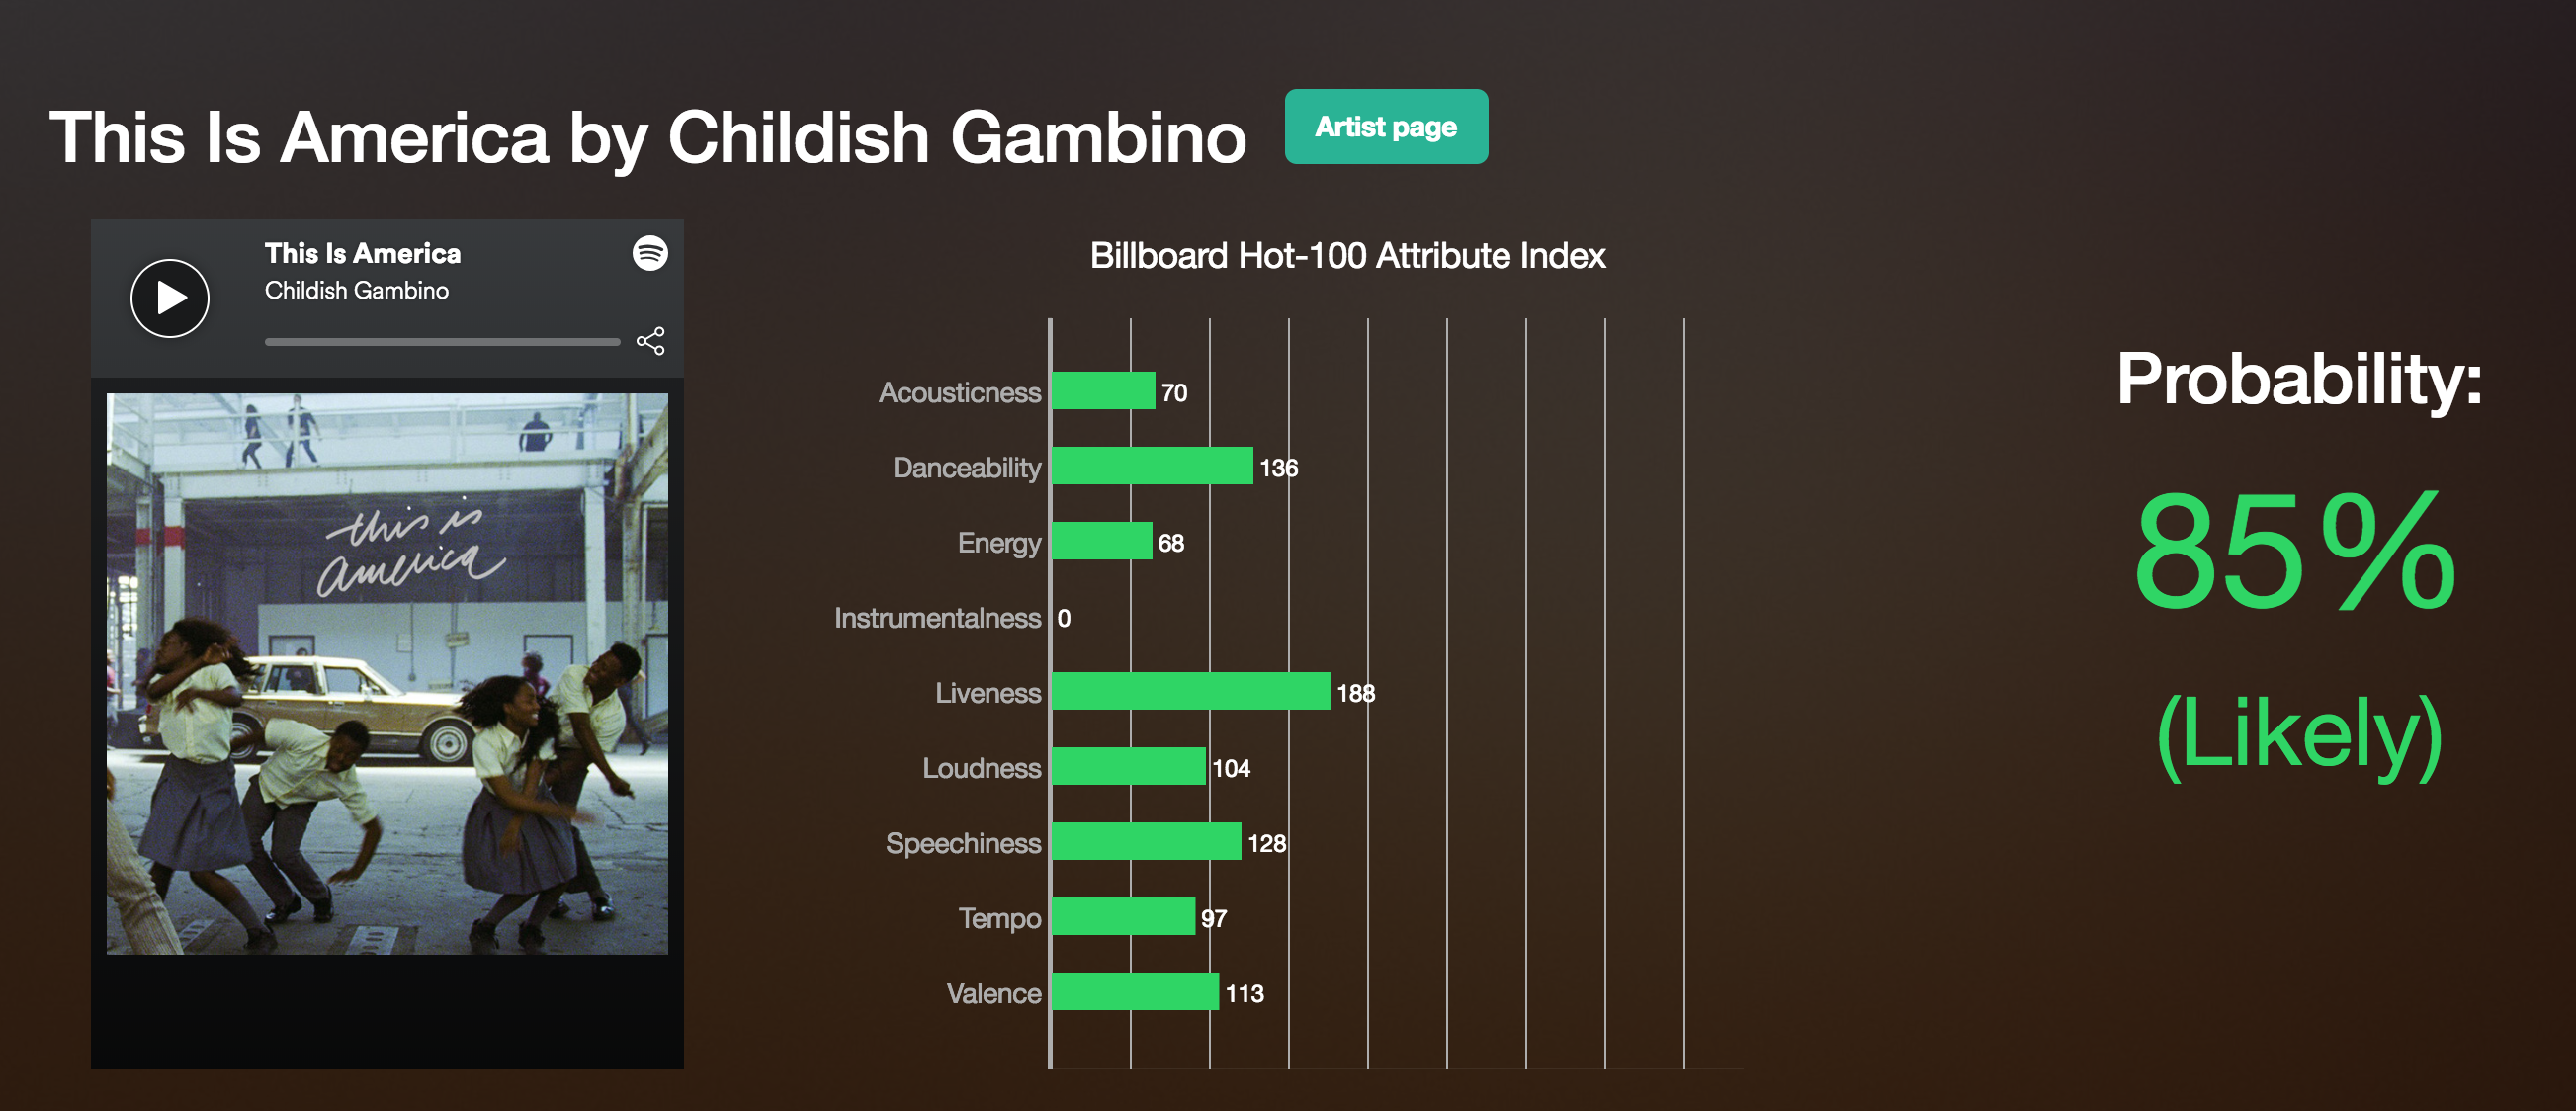 This Is America by Childish Gambino
Artist page
This Is America
Childish Gambino
this is
america
Billboard Hot-100 Attribute Index
Acousticness 70
Danceability 136
Energy 68
Instrumentalness 0
Liveness 188
Loudness 104
Speechiness 128
Tempo 97
Valence 113
Probability:
85%
(Likely)